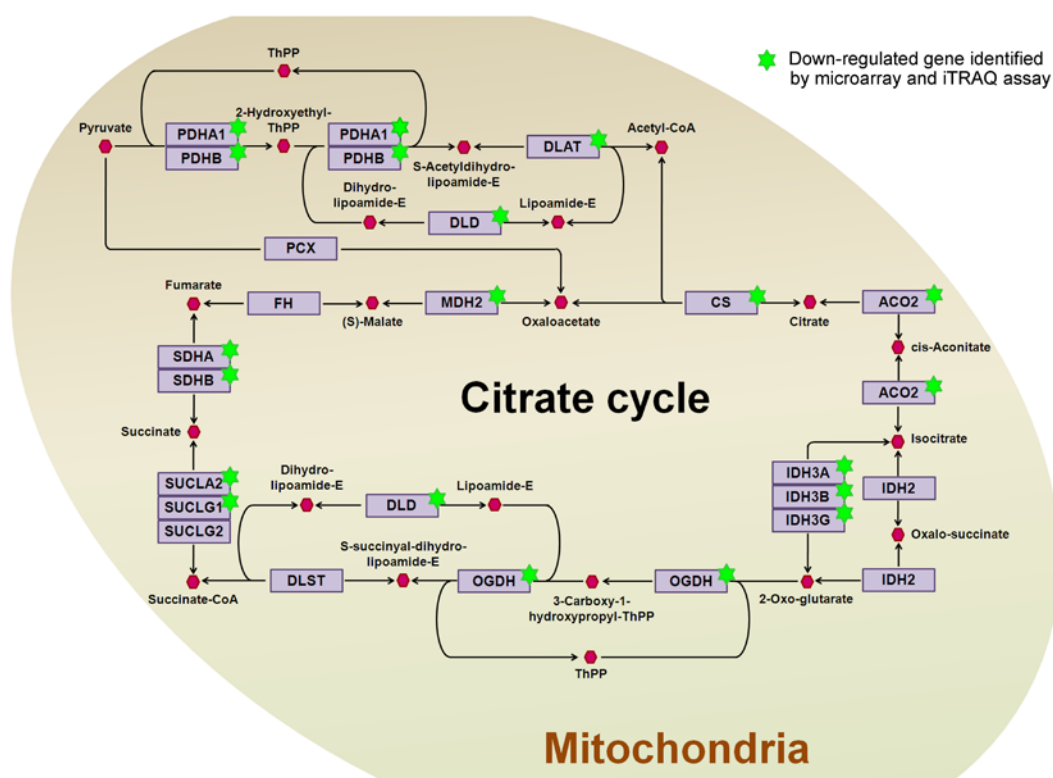 Down-regulated gene identified
by microarray and iTRAQ assay
ThPP
2-Hydroxyethyl-
ThPP
Pyruvate
PDHA1
PDHB
PDHA1
PDHB
S-Acetyldihydro-
lipoamide-E
DLAT
Acetyl-CoA
Dihydro-
lipoamide-E
DLD
Lipoamide-E
PCX
Fumarate
FH
(S)-Malate
MDH2
Oxaloacetate
CS
Citrate
ACO2
cis-Aconitate
SDHA
SDHB
Citrate cycle
ACO2
Succinate
Isocitrate
SUCLA2
SUCLG1
SUCLG2
Dihydro-
lipoamide-E
DLD
Lipoamide-E
IDH3A
IDH3B
IDH3G
IDH2
Oxalo-succinate
S-succinyal-dihydro-
lipoamide-E
Succinate-CoA
DLST
OGDH
3-Carboxy-1-
hydroxypropyl-ThPP
OGDH
2-Oxo-glutarate
IDH2
ThPP
Mitochondria